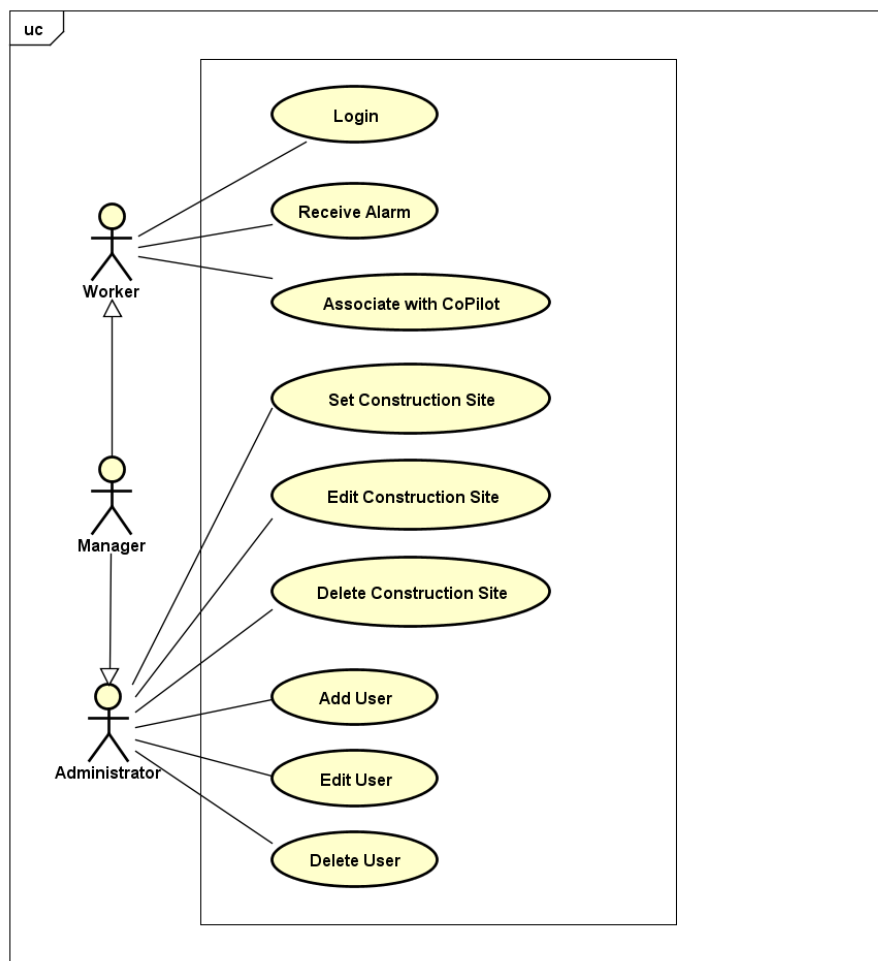 uc
Login
Receive Alarm
Worker
Associate with CoPilot
Set Construction Site
Edit Construction Site
Manager
Delete Construction Site
Add User
Administrator
Edit User
Delete User